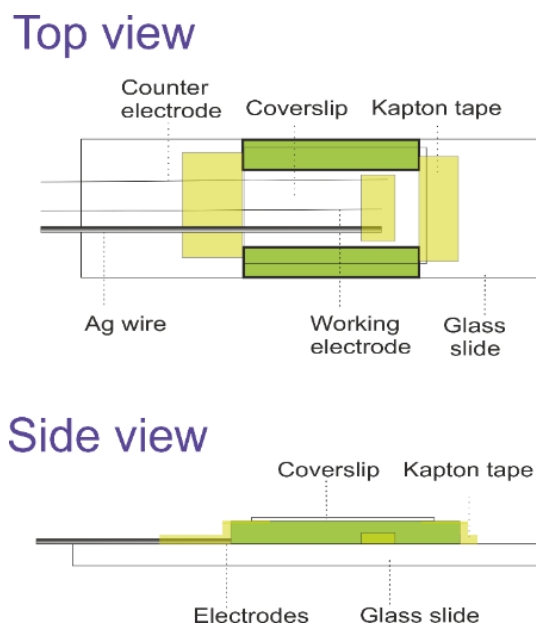 Top view
Counter
electrode
Coverslip
Kapton tape
Ag wire
Working
electrode
Glass
slide
Side view
Coverslip
Kapton tape
Electrodes
Glass slide